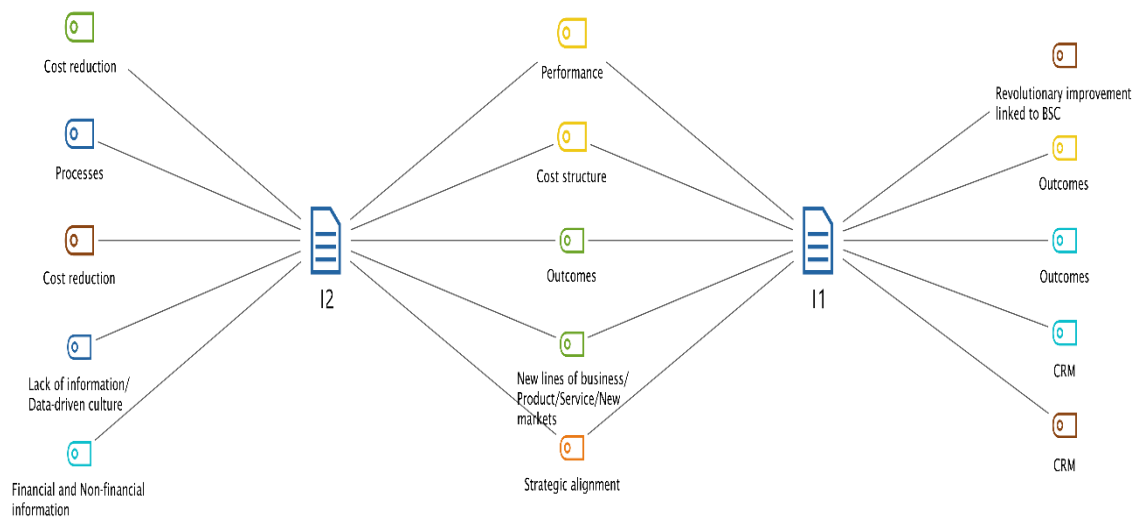 Cost reduction
Processes
Cost reduction
Lack of information/
Data-driven culture
Financial and Non-financial
information
I2
Performance
Cost structure
Outcomes
New lines of business/
Product/Service/New
markets
Strategic alignment
I1
Revolutionary improvement
linked to BSC
Outcomes
Outcomes
CRM
CRM